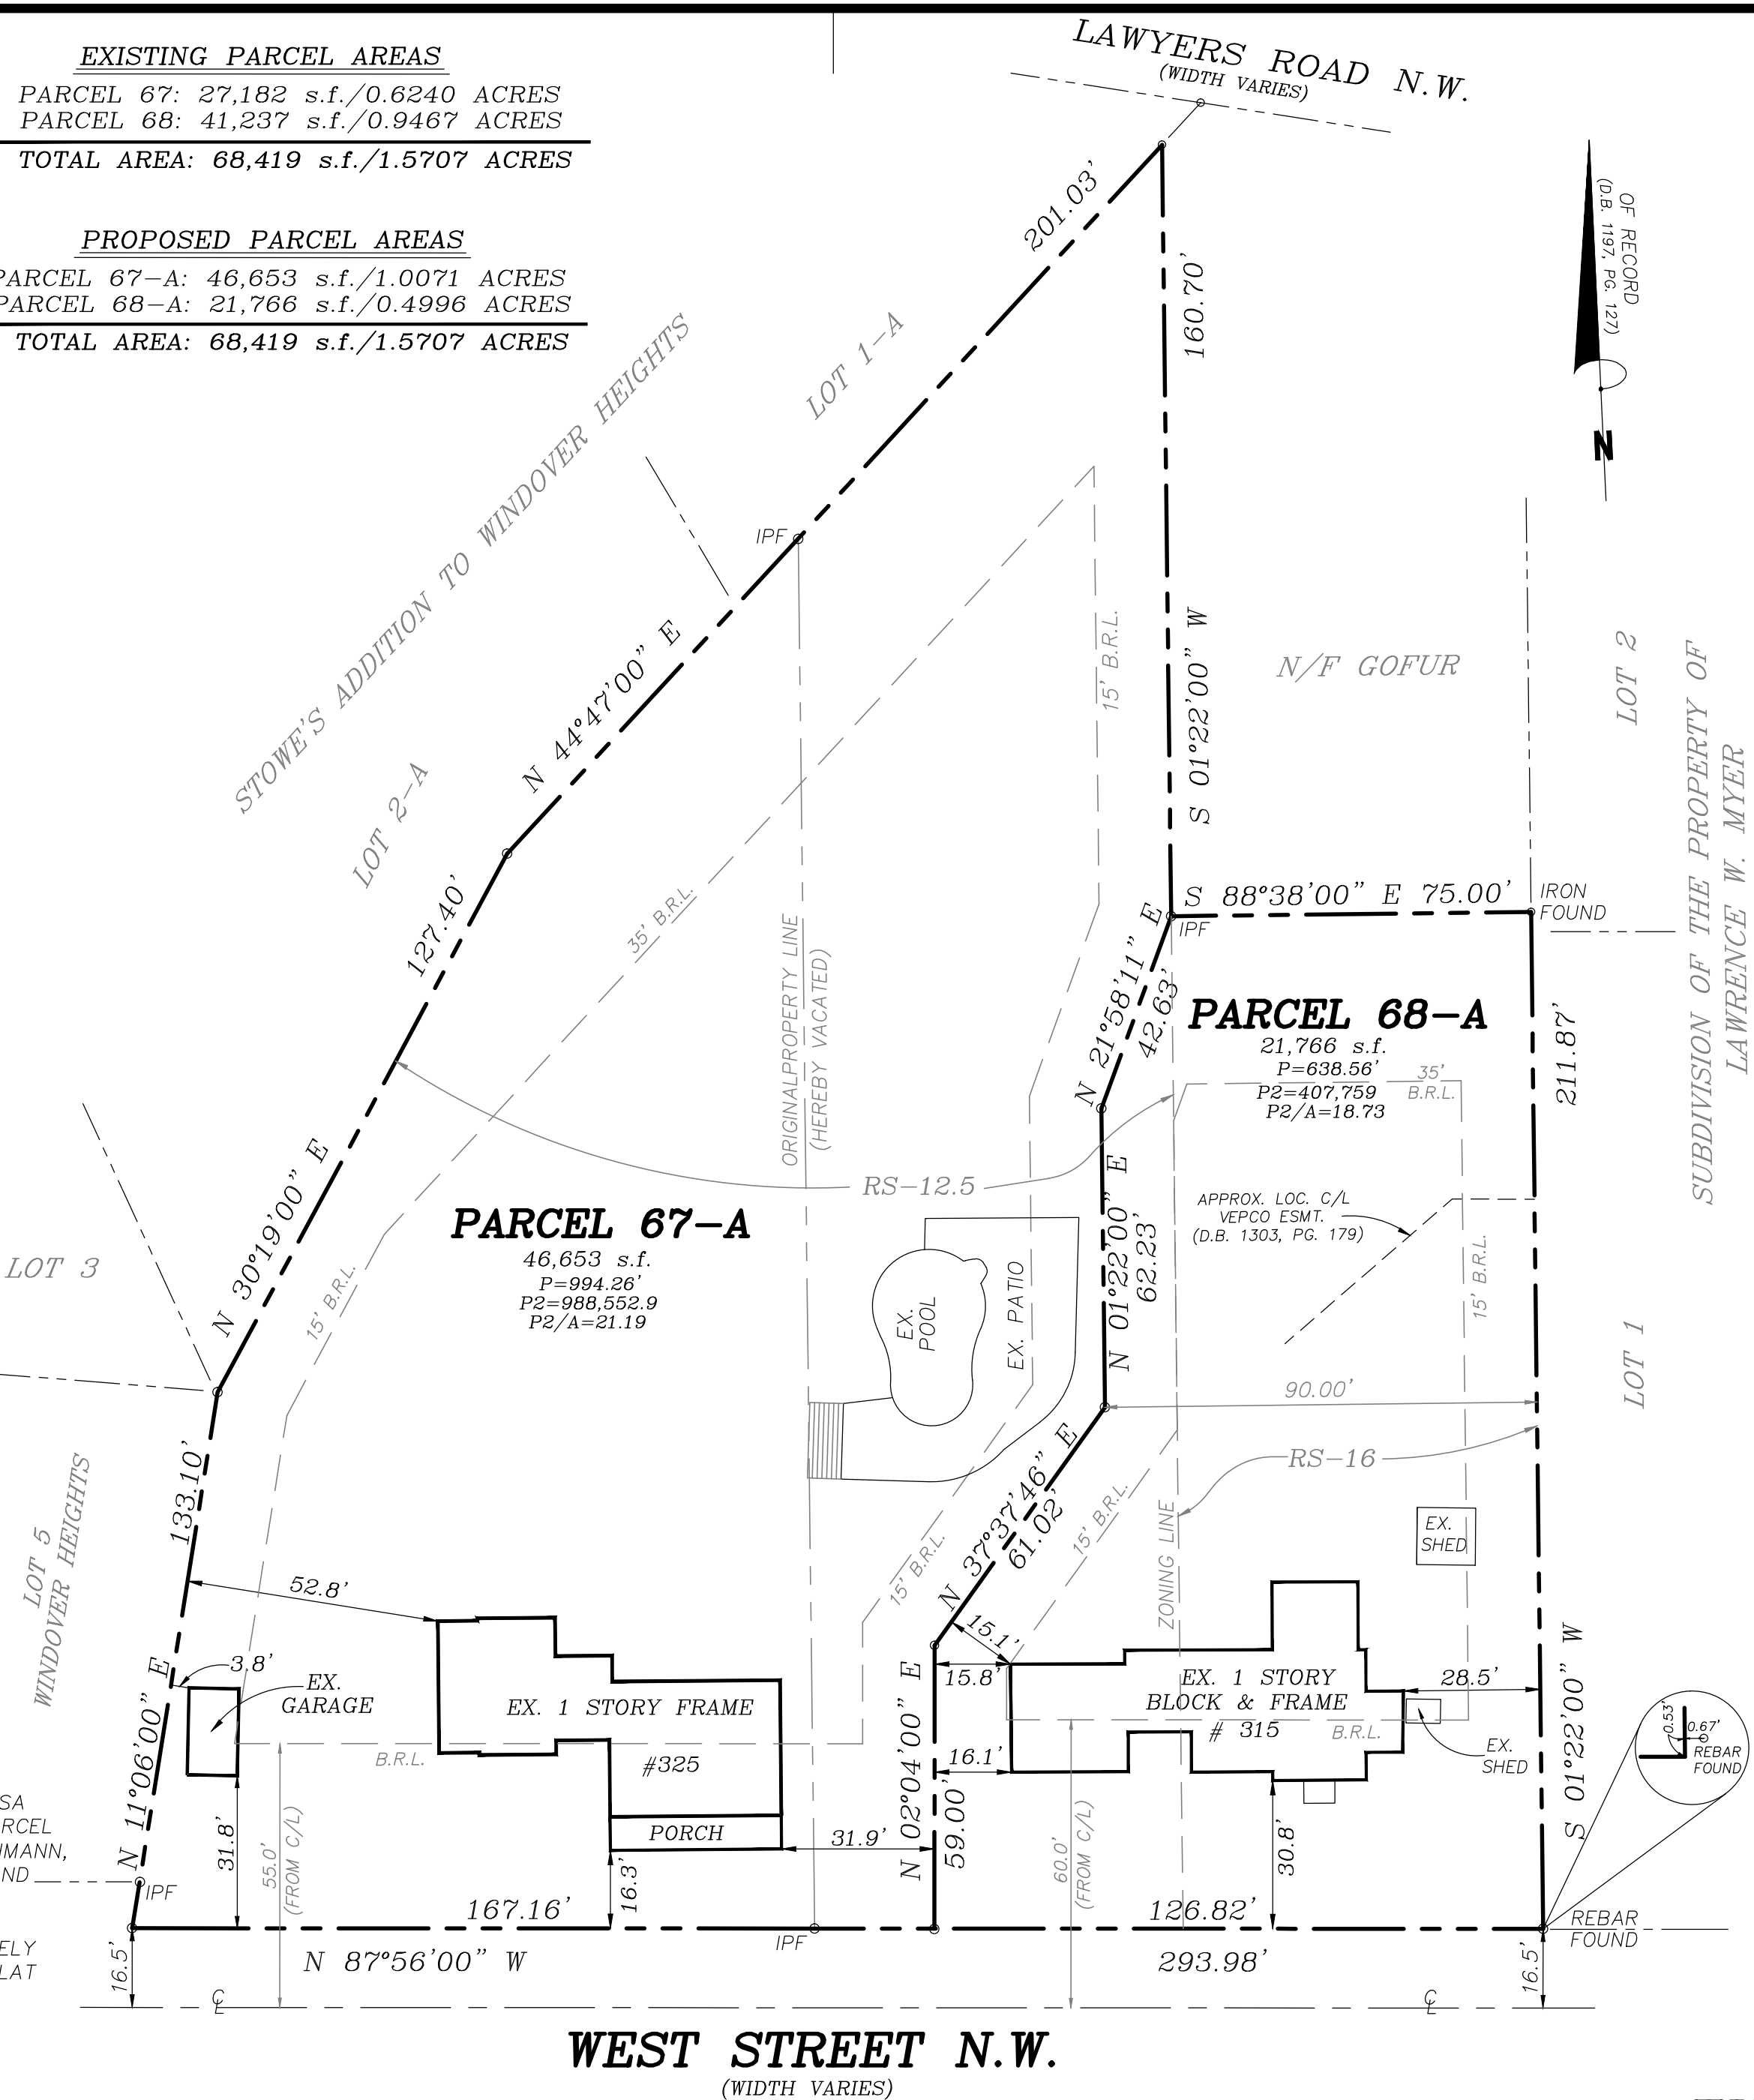 EXISTING PARCEL AREAS
PARCEL 67: 27,182 s.f./0.6240 ACRES
PARCEL 68: 41,237 s.f./0.9467 ACRES
TOTAL AREA: 68,419 s.f./1.5707 ACRES
PROPOSED PARCEL AREAS
PARCEL 67-A: 46,653 s.f./1.0071 ACRES
PARCEL 68-A: 21,766 s.f./0.4996 ACRES
TOTAL AREA: 68,419 s.f./1.5707 ACRES
LAWYERS ROAD N.W.
(WIDTH VARIES)
OF RECORD
(D.B. 1197, PG. 127)
N
201.03'
160.70'
LOT 1-A
STOWE'S ADDITION TO WINDOVER HEIGHTS
IPF
N 44°47'00" E
15' B.R.L.
S 01°22'00" W
N/F GOFUR
LOT 2
SUBDIVISION OF THE PROPERTY OF
LAWRENCE W. MYER
LOT 2-A
127.40'
35' B.R.L.
ORIGINALPROPERTY LINE
(HEREBY VACATED)
S 88°38'00" E 75.00'
IRON
FOUND
IPF
N 21°58'11" E
42.63'
PARCEL 68-A
21,766 s.f.
P=638.56'
P2=407,759
P2/A=18.73
35'
B.R.L.
211.87'
N 30°19'00" E
RS-12.5
PARCEL 67-A
46,653 s.f.
P=994.26'
P2=988,552.9
P2/A=21.19
N 01°22'00" E
62.23'
APPROX. LOC. C/L
VEPCO ESMT.
(D.B. 1303, PG. 179)
15' B.R.L.
LOT 3
15' B.R.L.
EX.
POOL
EX. PATIO
LOT 1
90.00'
133.10'
LOT 5
WINDOVER HEIGHTS
N 37°37'46" E
61.02'
15' B.R.L.
15' B.R.L.
RS-16
ZONING LINE
EX.
SHED
52.8'
3.8'
EX.
GARAGE
EX. 1 STORY FRAME
#325
B.R.L.
PORCH
15.1'
15.8'
EX. 1 STORY
BLOCK & FRAME
# 315
B.R.L.
28.5'
EX.
SHED
0.53'
0.67'
REBAR
FOUND
S 01°22'00" W
N 11°06'00" E
16.1'
N 02°04'00" E
59.00'
SA
RCEL
MANN,
ND
IPF
31.8'
55.0'
(FROM C/L)
16.3'
31.9'
60.0'
(FROM C/L)
30.8'
167.16'
126.82'
REBAR
FOUND
IPF
ELY
LAT
16.5'
N 87°56'00" W
293.98'
16.5'
WEST STREET N.W.
(WIDTH VARIES)